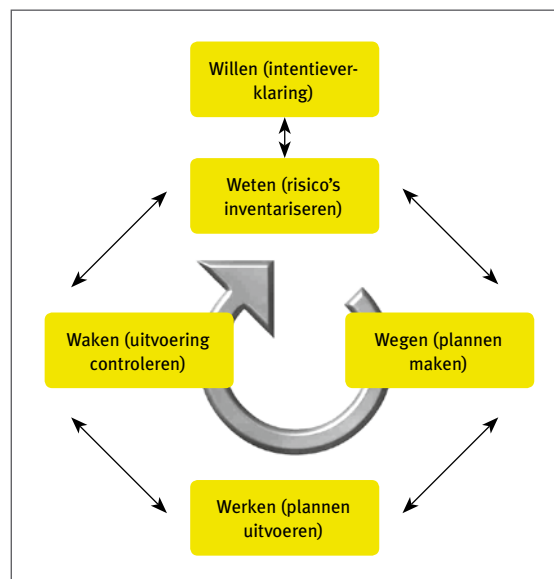 Willen (intentiever-
klaring)
Weten (risico's
inventariseren)
Waken (uitvoering
controleren)
Wegen (plannen
maken)
Werken (plannen
uitvoeren)